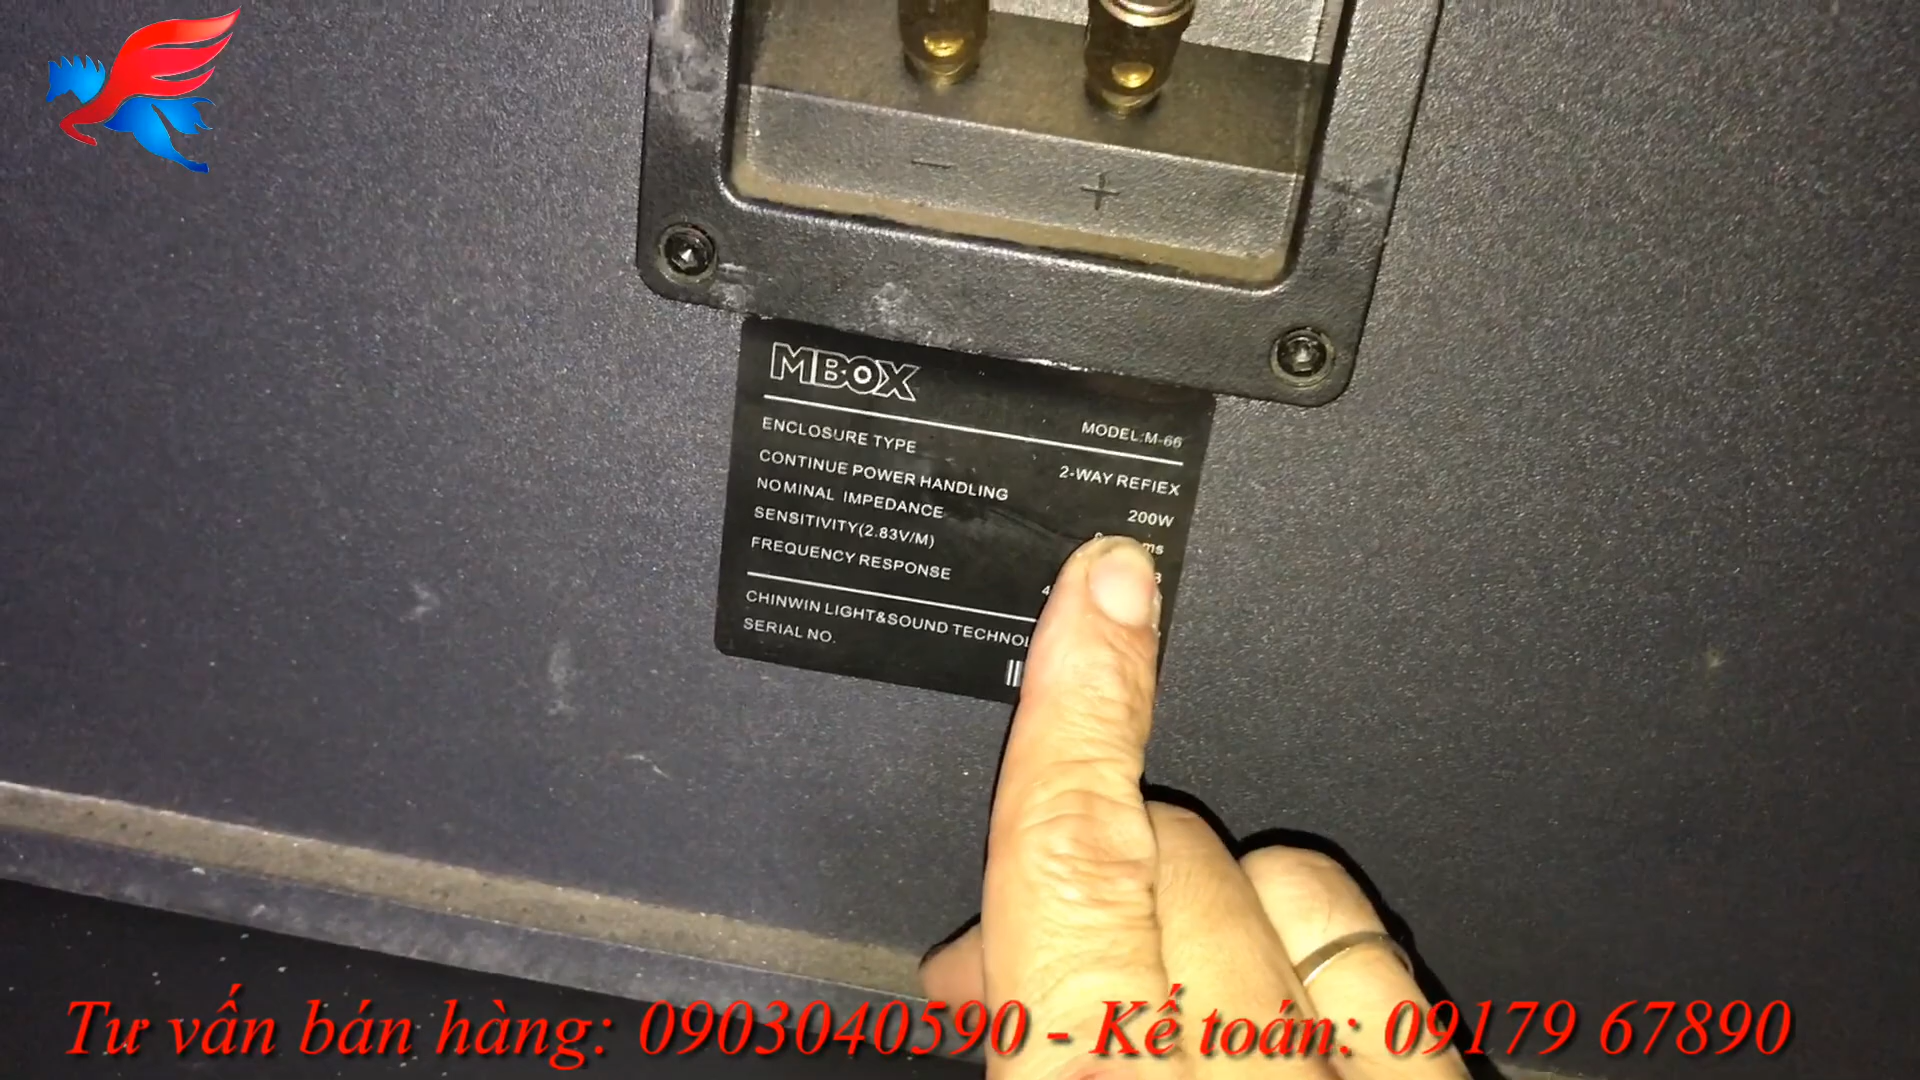 MBOX
MODEL:M-66
ENCLOSURE TYPE 2-WAY REFIEX
CONTINUE POWER HANDLING 200W
NOMINAL IMPEDANCE
SENSITIVITY(2.83V/M)
FREQUENCY RESPONSE
CHINWIN LIGHT&SOUND
SERIAL NO.
Tư vấn bán hàng: 0903040590 - Kế toán: 09179 67890